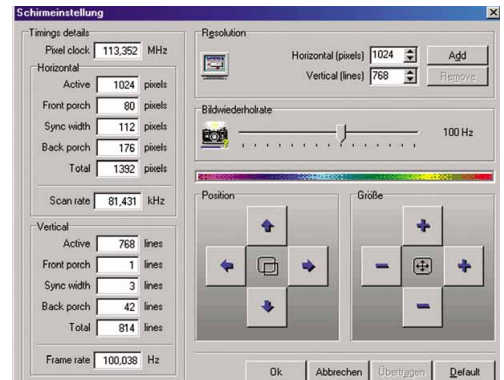 Schirmeinstellung
Timings details
Pixel clock 113,352 MHz
Horizontal
Active 1024 pixels
Front porch 80 pixels
Sync width 112 pixels
Back porch 176 pixels
Total 1392 pixels
Scan rate 81,431 kHz
Vertical
Active 768 lines
Front porch 1 lines
Sync width 3 lines
Back porch 42 lines
Total 814 lines
Frame rate 100,038 Hz
Resolution
Horizontal (pixels) 1024 Add
Vertical (lines) 768 Remove
Bildwiederholrate
100 Hz
Position
Größe
Ok Abbrechen Übertragen Default